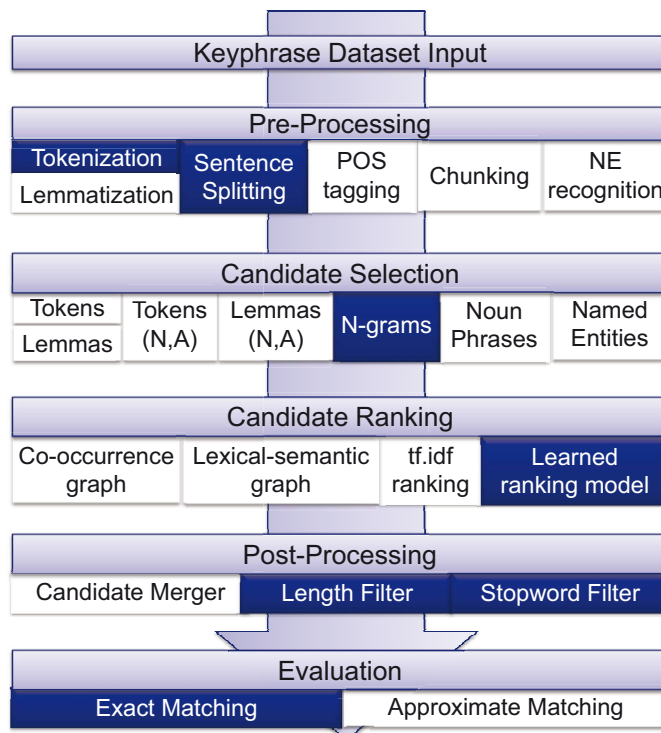 Keyphrase Dataset Input
Pre-Processing
Tokenization
Lemmatization
Sentence
Splitting
POS
tagging
Chunking
NE
recognition
Candidate Selection
Tokens
Lemmas
Tokens
(N,A)
Lemmas
(N,A)
N-grams
Noun
Phrases
Named
Entities
Candidate Ranking
Co-occurrence
graph
Lexical-semantic
graph
tf.idf
ranking
Learned
ranking model
Post-Processing
Candidate Merger
Length Filter
Stopword Filter
Evaluation
Exact Matching
Approximate Matching